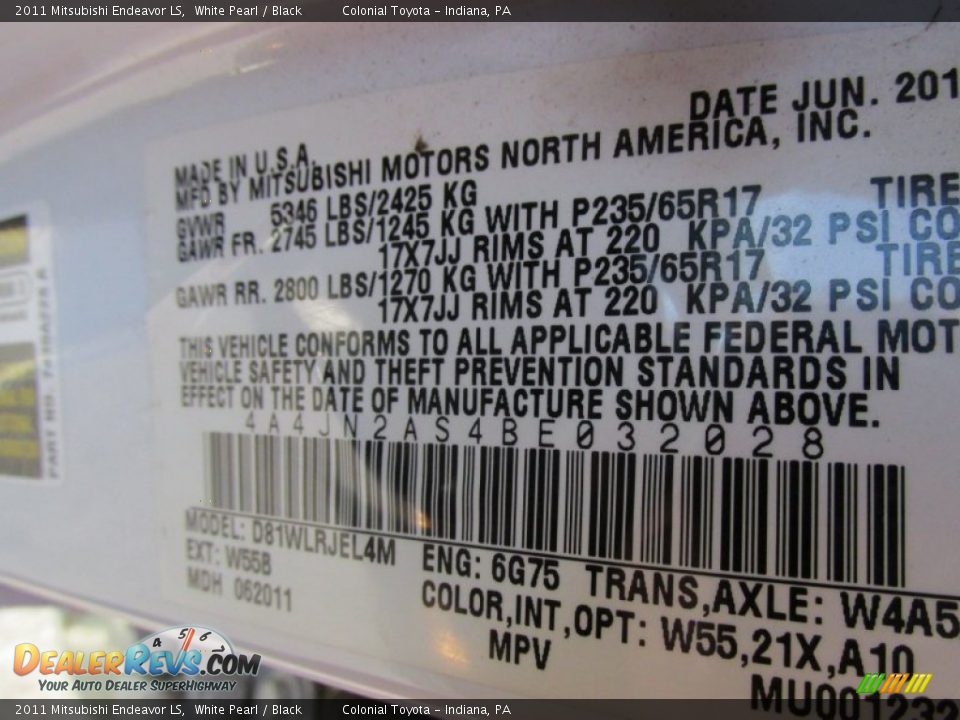 2011 Mitsubishi Endeavor LS, White Pearl / Black Colonial Toyota - Indiana, PA
DATE JUN. 201
MADE IN U.S.A.
MFD BY MITSUBISHI MOTORS NORTH AMERICA, INC.
GVWR 5346 LBS/2425 KG
GAWR FR. 2745 LBS/1245 KG WITH P235/65R17 TIRE
17X7JJ RIMS AT 220 KPA/32 PSI CO
GAWR RR. 2800 LBS/1270 KG WITH P235/65R17 TIRE
17X7JJ RIMS AT 220 KPA/32 PSI CO
THIS VEHICLE CONFORMS TO ALL APPLICABLE FEDERAL MOT
VEHICLE SAFETY AND THEFT PREVENTION STANDARDS IN
EFFECT ON THE DATE OF MANUFACTURE SHOWN ABOVE.
4A4JN2AS4BE032028
MODEL: D81WLRJEL4M
ENG: 6G75 TRANS,AXLE: W4A5
EXT: W55B
COLOR,INT,OPT: W55,21X,A10
MDH 062011
MPV
PART NO.
4 5 6
DEALERREVS.COM
YOUR AUTO DEALER SUPERHIGHWAY
2011 Mitsubishi Endeavor LS, White Pearl / Black Colonial Toyota - Indiana, PA